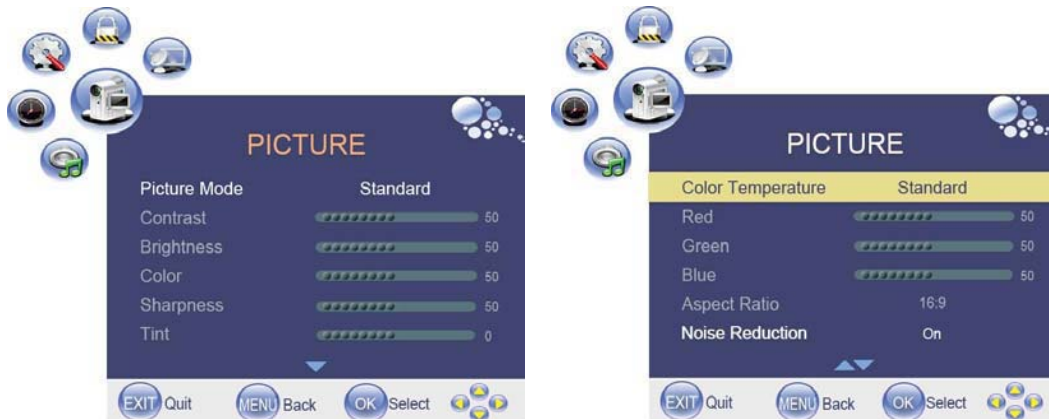 PICTURE
Picture Mode Standard
Contrast 50
Brightness 50
Color 50
Sharpness 50
Tint 0
EXIT Quit MENU Back OK Select
PICTURE
Color Temperature Standard
Red 50
Green 50
Blue 50
Aspect Ratio 16:9
Noise Reduction On
EXIT Quit MENU Back OK Select